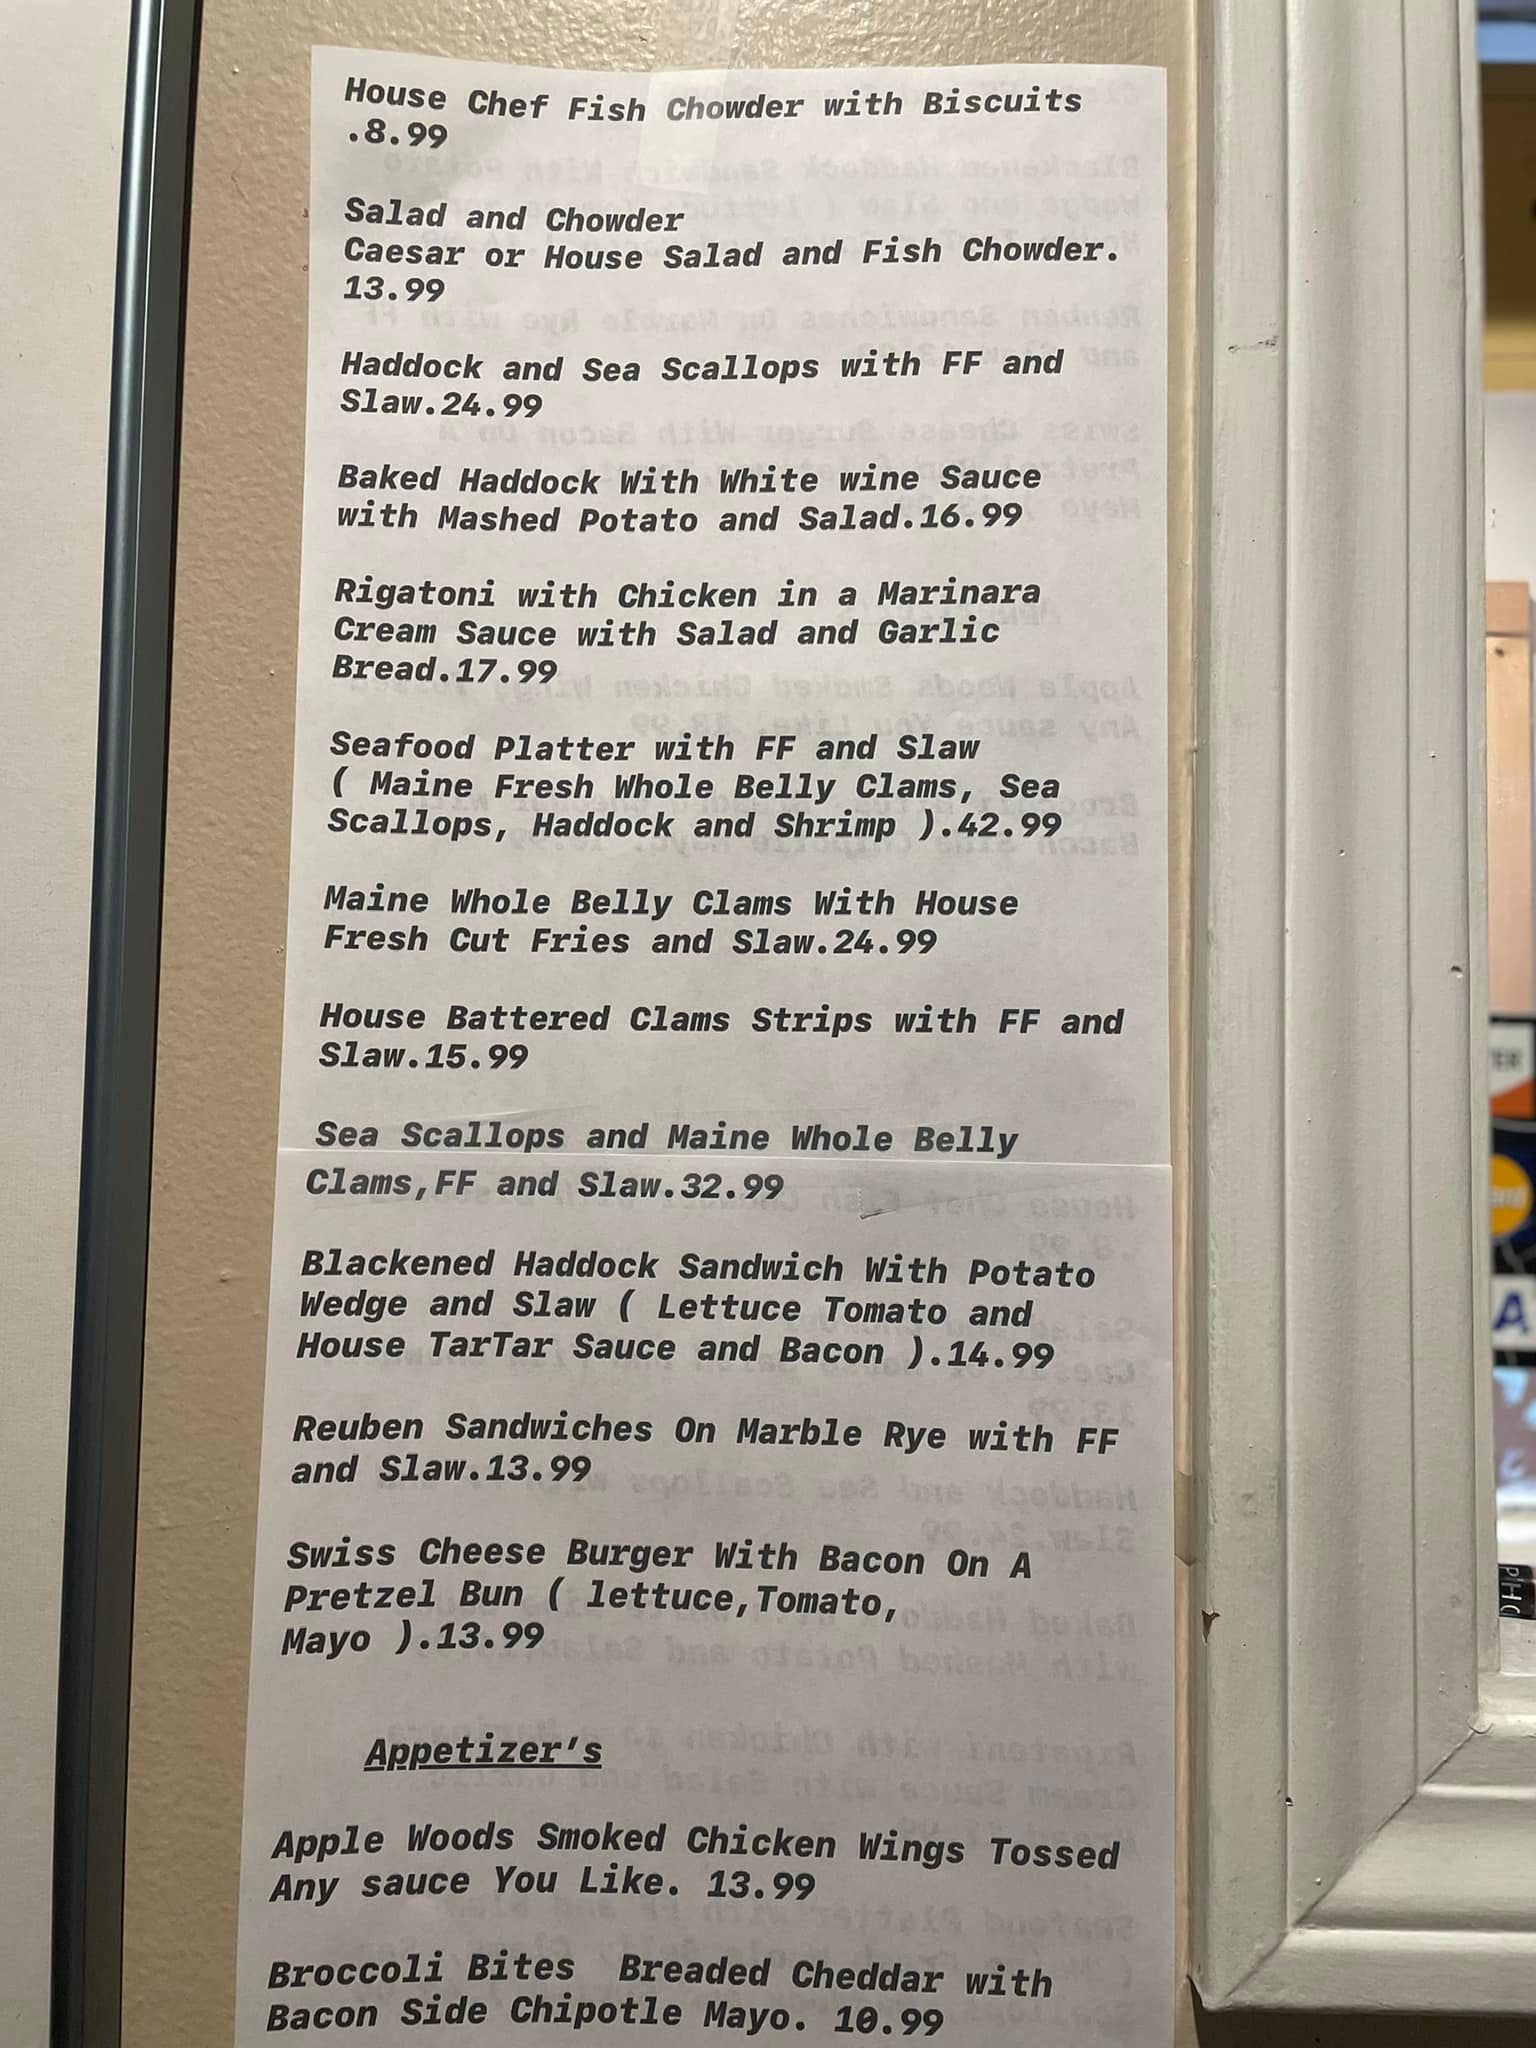 House Chef Fish Chowder with Biscuits
.8.99
Salad and Chowder
Caesar or House Salad and Fish Chowder.
13.99
Haddock and Sea Scallops with FF and
Slaw.24.99
Baked Haddock With White wine Sauce
with Mashed Potato and Salad.16.99
Rigatoni with Chicken in a Marinara
Cream Sauce with Salad and Garlic
Bread.17.99
Seafood Platter with FF and Slaw
( Maine Fresh Whole Belly Clams, Sea
Scallops, Haddock and Shrimp ).42.99
Maine Whole Belly Clams With House
Fresh Cut Fries and Slaw.24.99
House Battered Clams Strips with FF and
Slaw.15.99
Sea Scallops and Maine Whole Belly
Clams,FF and Slaw.32.99
Blackened Haddock Sandwich With Potato
Wedge and Slaw ( Lettuce Tomato and
House TarTar Sauce and Bacon ).14.99
Reuben Sandwiches On Marble Rye with FF
and Slaw.13.99
Swiss Cheese Burger With Bacon On A
Pretzel Bun ( lettuce,Tomato,
Mayo ).13.99
Appetizer's
Apple Woods Smoked Chicken Wings Tossed
Any sauce You Like. 13.99
Broccoli Bites  Breaded Cheddar with
Bacon Side Chipotle Mayo. 10.99